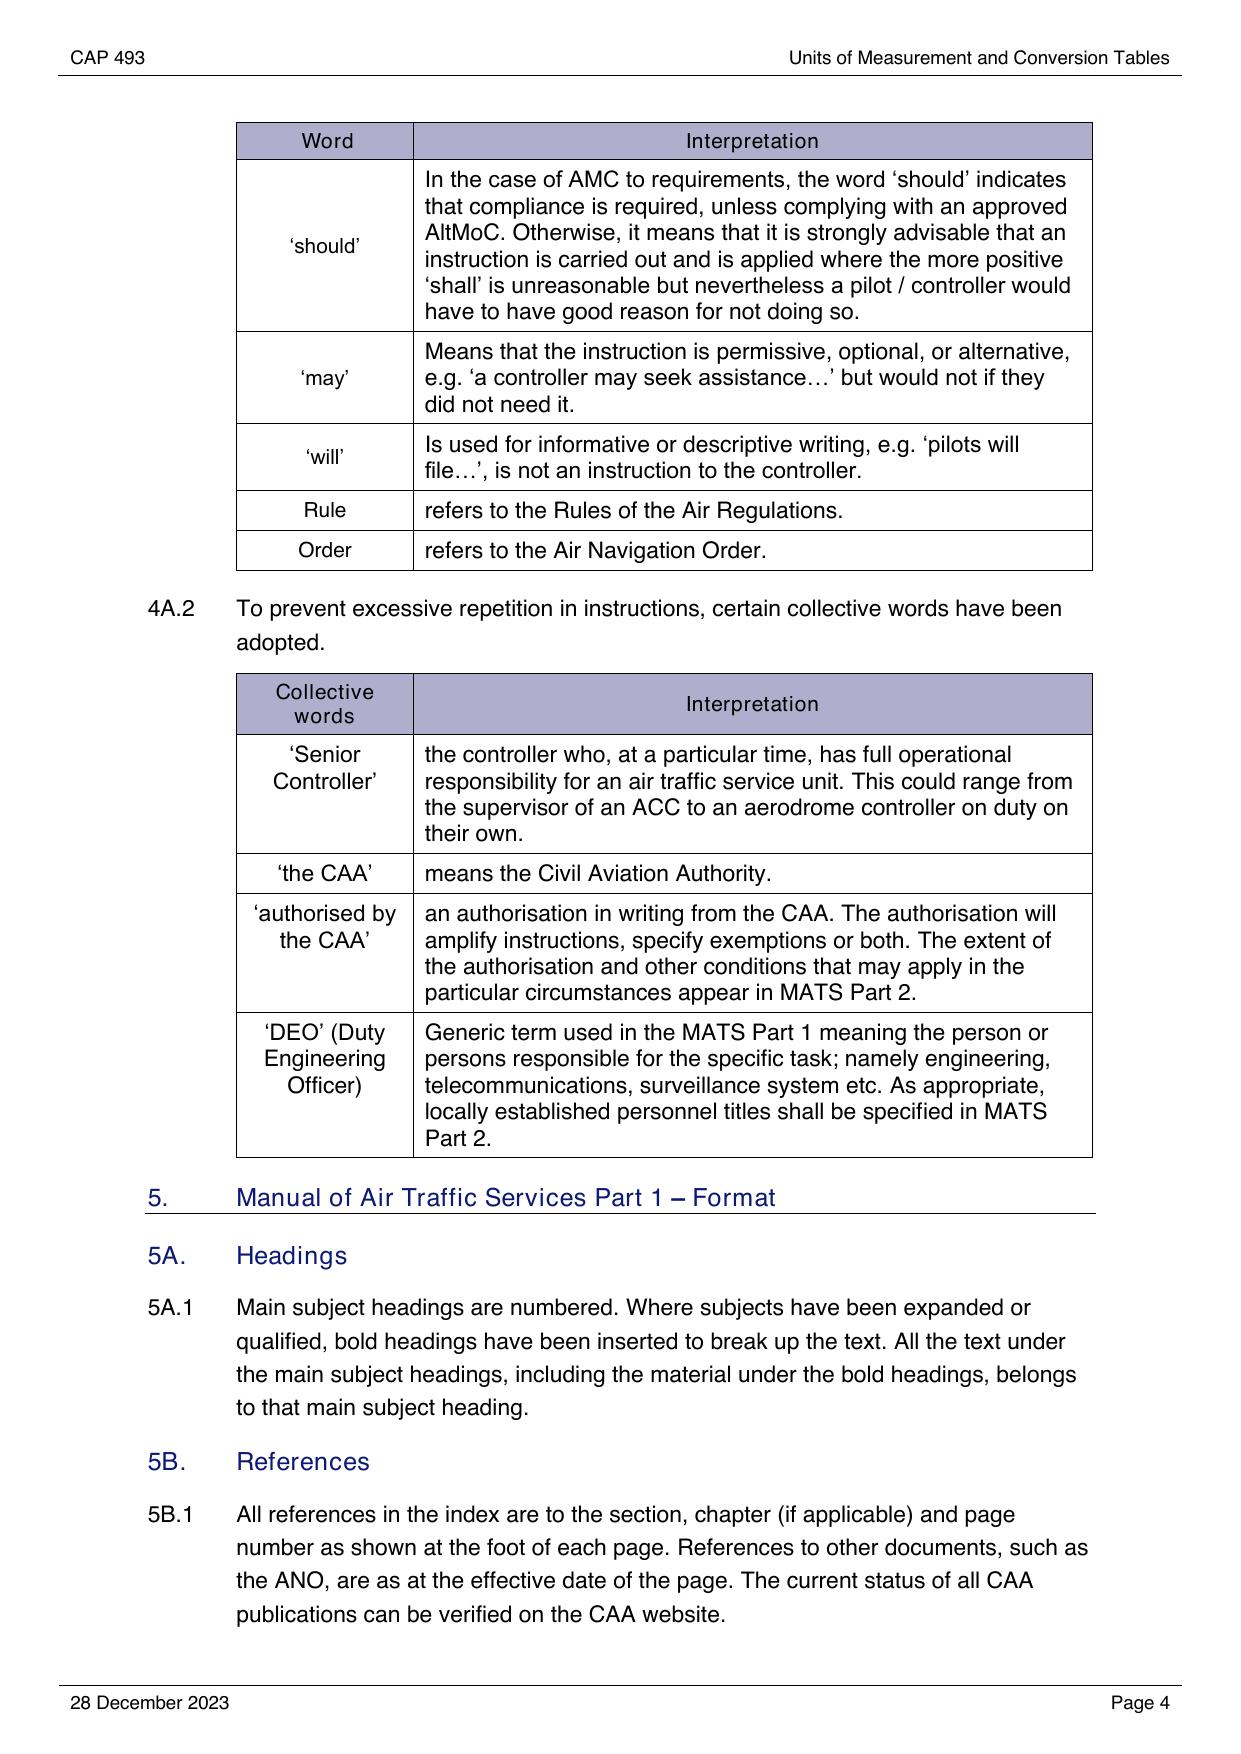 CAP 493
Units of Measurement and Conversion Tables
Word
Interpretation
‘should’
In the case of AMC to requirements, the word ‘should’ indicates
that compliance is required, unless complying with an approved
AltMoC. Otherwise, it means that it is strongly advisable that an
instruction is carried out and is applied where the more positive
‘shall’ is unreasonable but nevertheless a pilot / controller would
have to have good reason for not doing so.
‘may’
Means that the instruction is permissive, optional, or alternative,
e.g. ‘a controller may seek assistance…’ but would not if they
did not need it.
‘will’
Is used for informative or descriptive writing, e.g. ‘pilots will
file…’, is not an instruction to the controller.
Rule
refers to the Rules of the Air Regulations.
Order
refers to the Air Navigation Order.
4A.2 To prevent excessive repetition in instructions, certain collective words have been
adopted.
Collective
words
Interpretation
‘Senior
Controller’
the controller who, at a particular time, has full operational
responsibility for an air traffic service unit. This could range from
the supervisor of an ACC to an aerodrome controller on duty on
their own.
‘the CAA’
means the Civil Aviation Authority.
‘authorised by
the CAA’
an authorisation in writing from the CAA. The authorisation will
amplify instructions, specify exemptions or both. The extent of
the authorisation and other conditions that may apply in the
particular circumstances appear in MATS Part 2.
‘DEO’ (Duty
Engineering
Officer)
Generic term used in the MATS Part 1 meaning the person or
persons responsible for the specific task; namely engineering,
telecommunications, surveillance system etc. As appropriate,
locally established personnel titles shall be specified in MATS
Part 2.
5. Manual of Air Traffic Services Part 1 – Format
5A. Headings
5A.1 Main subject headings are numbered. Where subjects have been expanded or
qualified, bold headings have been inserted to break up the text. All the text under
the main subject headings, including the material under the bold headings, belongs
to that main subject heading.
5B. References
5B.1 All references in the index are to the section, chapter (if applicable) and page
number as shown at the foot of each page. References to other documents, such as
the ANO, are as at the effective date of the page. The current status of all CAA
publications can be verified on the CAA website.
28 December 2023
Page 4